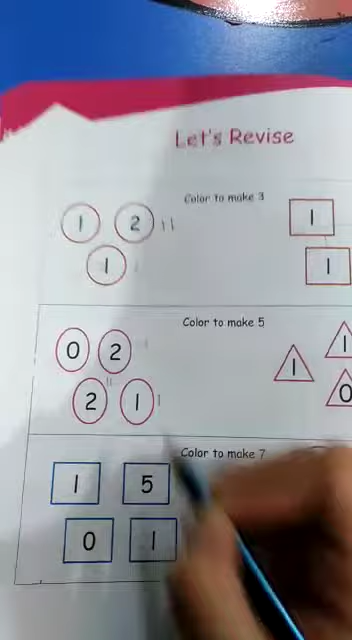 Let's Revise
Color to make 3
1 2
1
1
1
Color to make 5
0 2
2 1
1
1
0
Color to make 7
1 5
0 1